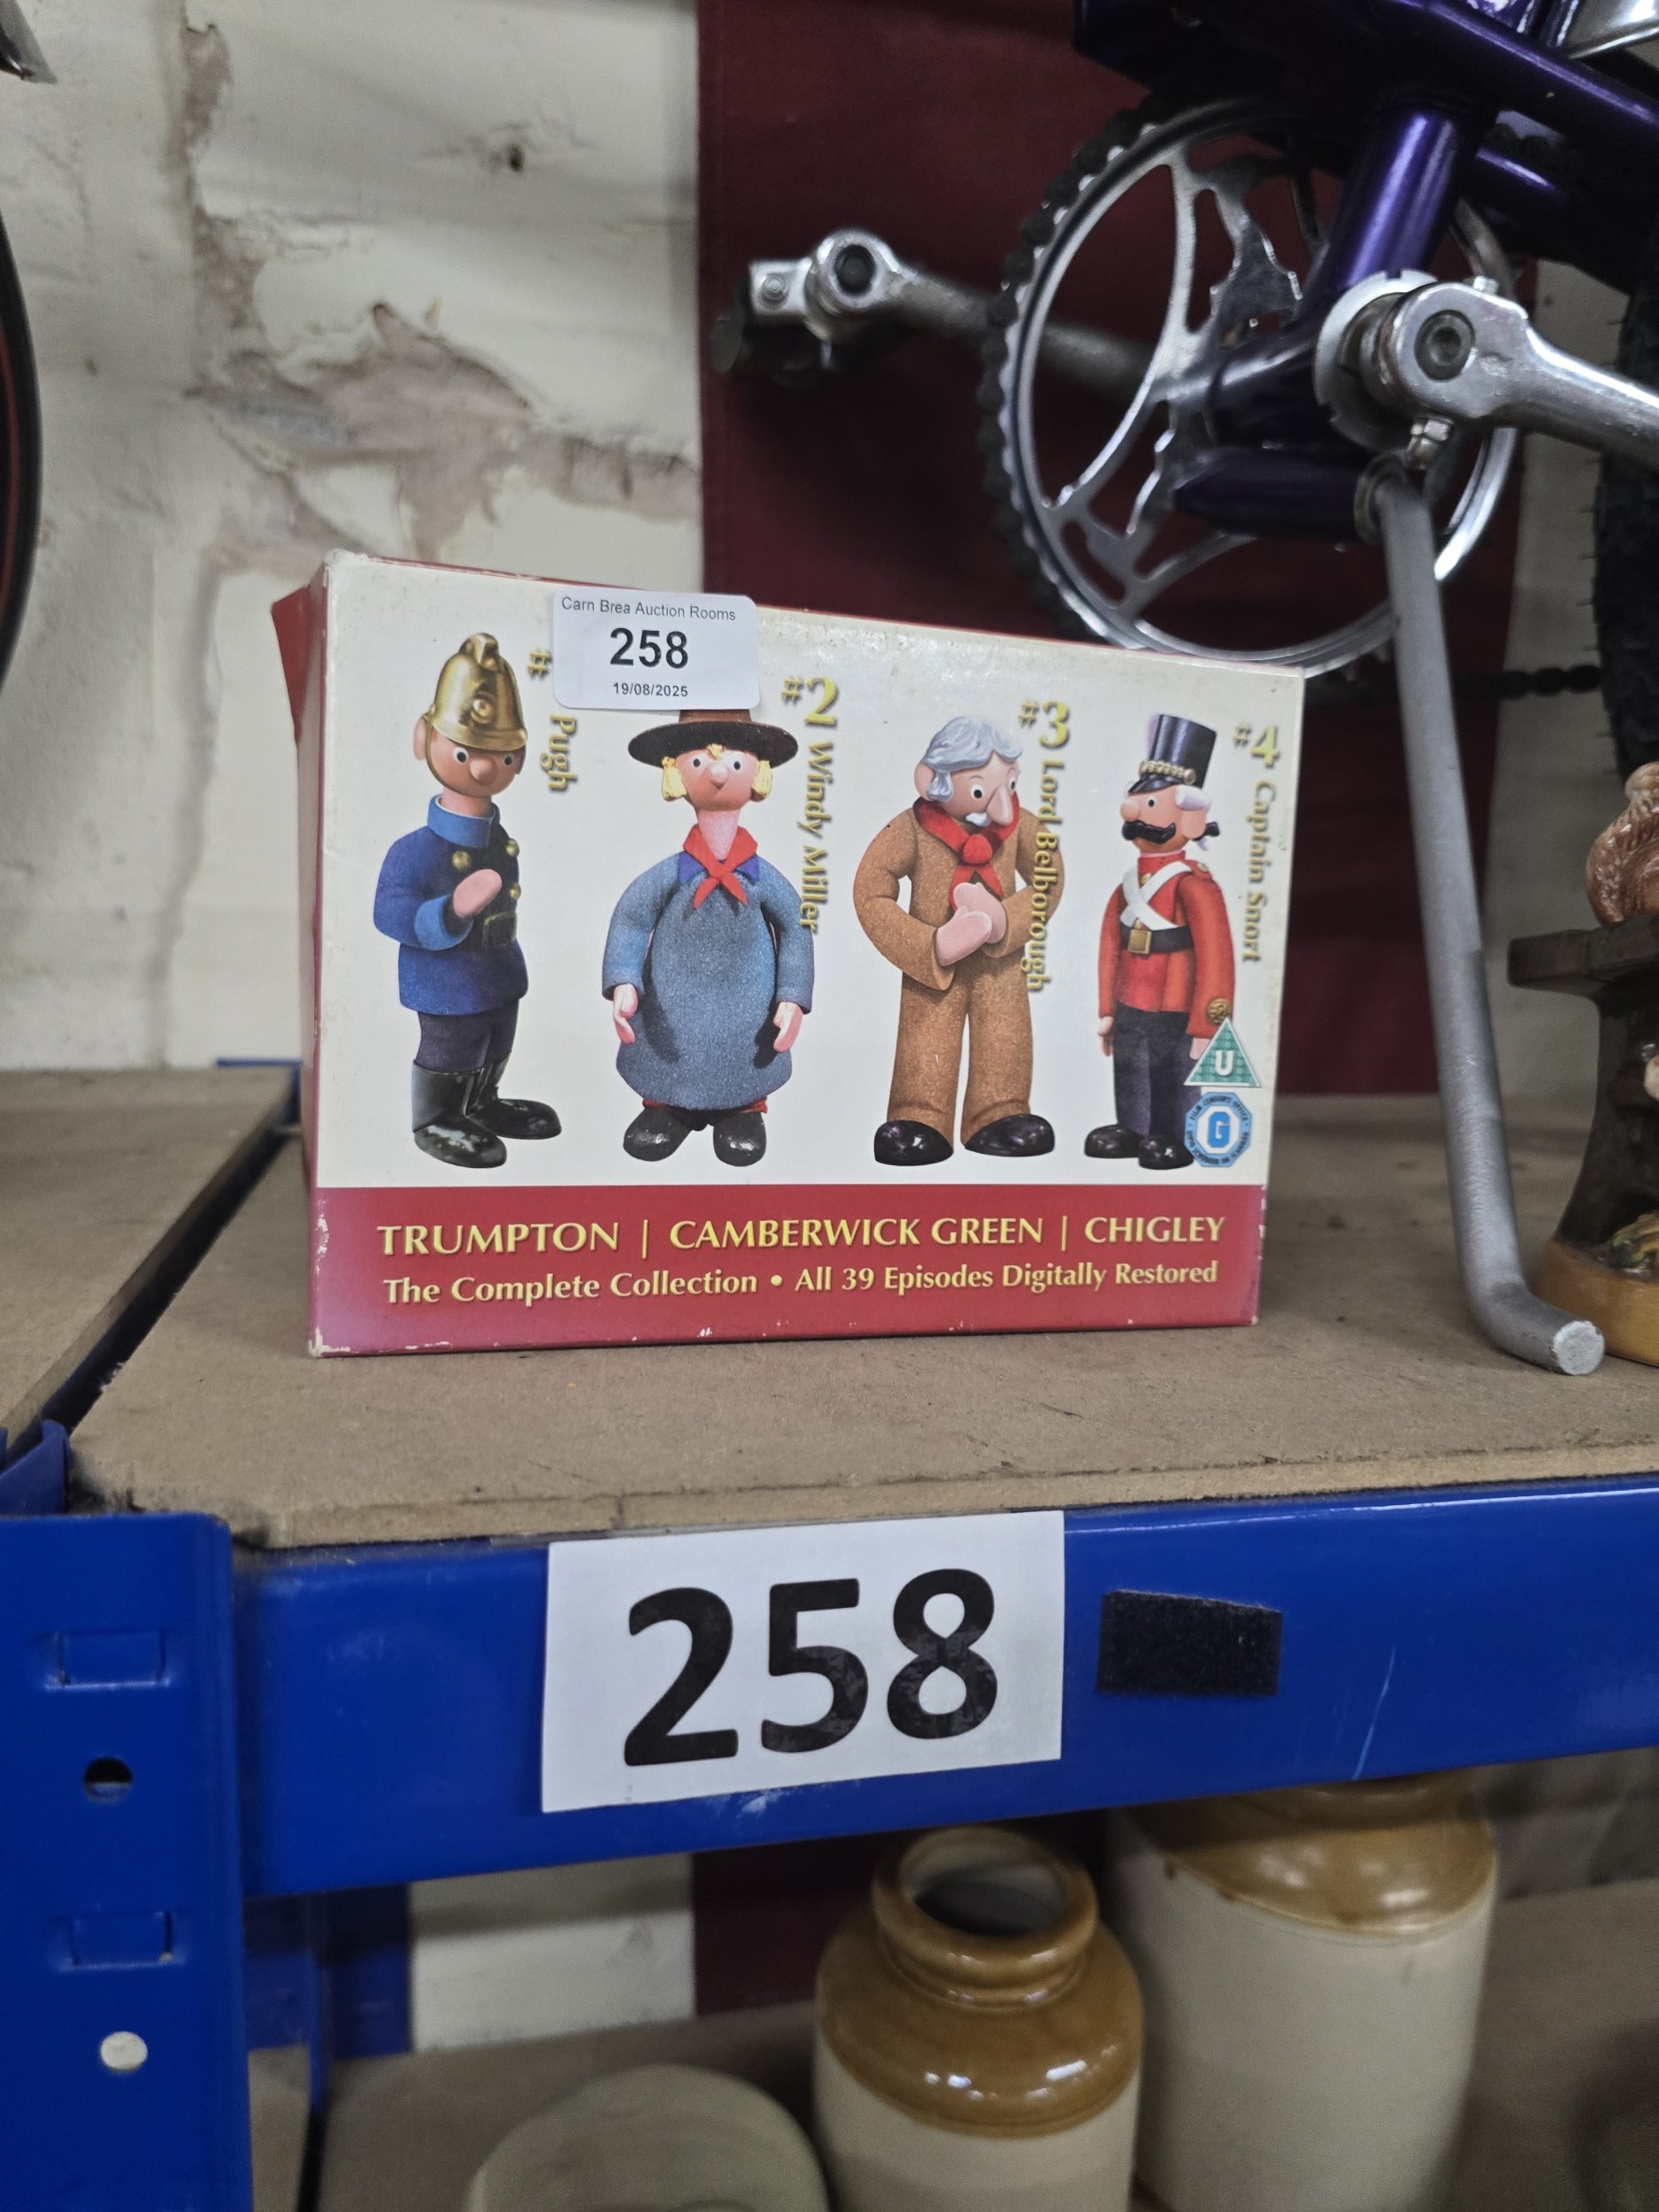 Carn Brea Auction Rooms
258
19/08/2025
#
Pugh
#2 Windy Miller
#3 Lord Belborough
#4 Captain Snort
U
G
TRUMPTON | CAMBERWICK GREEN | CHIGLEY
The Complete Collection • All 39 Episodes Digitally Restored
258